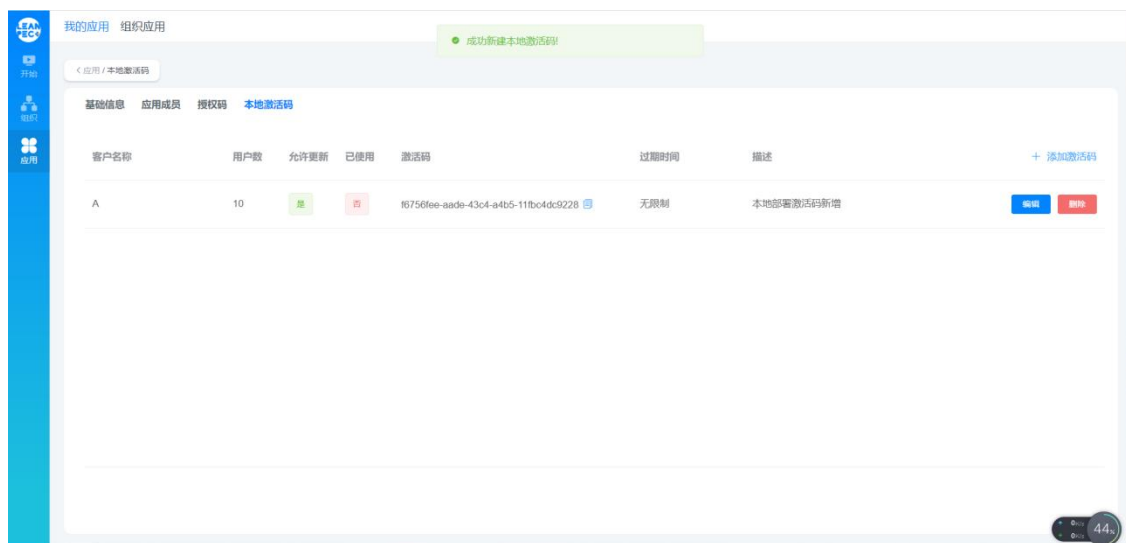 LEAN
TEC+
我的应用 组织应用
成功新建本地激活码!
开始
< 应用 / 本地激活码
组织
基础信息 应用成员 授权码 本地激活码
应用
客户名称 用户数 允许更新 已使用 激活码 过期时间 描述 + 添加激活码
A 10 是 否 f6756fee-aade-43c4-a4b5-11fbc4dc9228 无限制 本地部署激活码新增 编辑 删除
44%